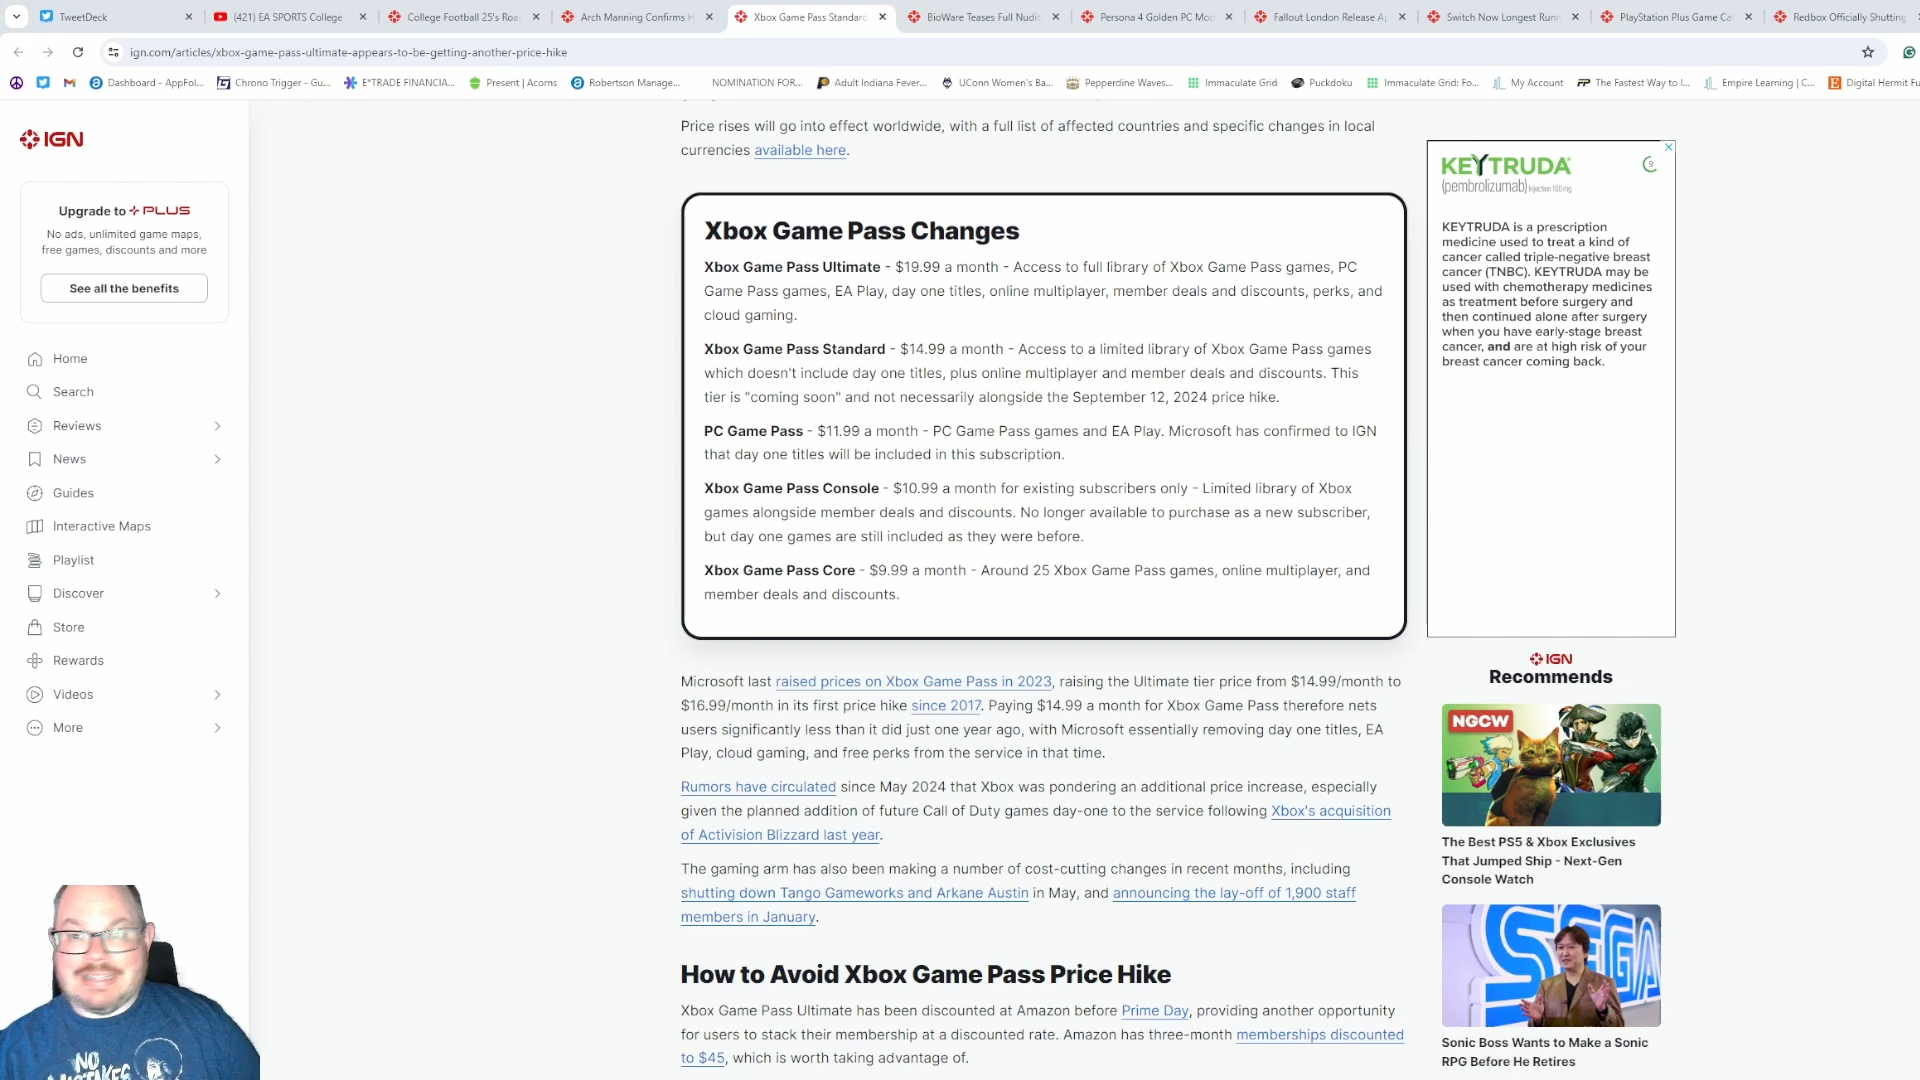 TweetDeck
(421) EA SPORTS College
College Football 25's Roa
Arch Manning Confirms H
Xbox Game Pass Standard
BioWare Teases Full Nudit
Persona 4 Golden PC Mod
Fallout London Release A
Switch Now Longest Runn
PlayStation Plus Game Ca
Redbox Officially Shutting
ign.com/articles/xbox-game-pass-ultimate-appears-to-be-getting-another-price-hike
Dashboard - AppFol...
Chrono Trigger - Gu...
E*TRADE FINANCIA...
Present | Acorns
Robertson Manage...
NOMINATION FOR...
Adult Indiana Fever...
UConn Women's Ba...
Pepperdine Waves...
Immaculate Grid
Puckdoku
Immaculate Grid: Fo...
My Account
The Fastest Way to l...
Empire Learning | C...
Digital Hermit Fu
IGN
Upgrade to PLUS
No ads, unlimited game maps,
free games, discounts and more
See all the benefits
Home
Search
Reviews
News
Guides
Interactive Maps
Playlist
Discover
Store
Rewards
Videos
More
Price rises will go into effect worldwide, with a full list of affected countries and specific changes in local
currencies available here.
Xbox Game Pass Changes
Xbox Game Pass Ultimate - $19.99 a month - Access to full library of Xbox Game Pass games, PC
Game Pass games, EA Play, day one titles, online multiplayer, member deals and discounts, perks, and
cloud gaming.
Xbox Game Pass Standard - $14.99 a month - Access to a limited library of Xbox Game Pass games
which doesn't include day one titles, plus online multiplayer and member deals and discounts. This
tier is "coming soon" and not necessarily alongside the September 12, 2024 price hike.
PC Game Pass - $11.99 a month - PC Game Pass games and EA Play. Microsoft has confirmed to IGN
that day one titles will be included in this subscription.
Xbox Game Pass Console - $10.99 a month for existing subscribers only - Limited library of Xbox
games alongside member deals and discounts. No longer available to purchase as a new subscriber,
but day one games are still included as they were before.
Xbox Game Pass Core - $9.99 a month - Around 25 Xbox Game Pass games, online multiplayer, and
member deals and discounts.
Microsoft last raised prices on Xbox Game Pass in 2023, raising the Ultimate tier price from $14.99/month to
$16.99/month in its first price hike since 2017. Paying $14.99 a month for Xbox Game Pass therefore nets
users significantly less than it did just one year ago, with Microsoft essentially removing day one titles, EA
Play, cloud gaming, and free perks from the service in that time.
Rumors have circulated since May 2024 that Xbox was pondering an additional price increase, especially
given the planned addition of future Call of Duty games day-one to the service following Xbox's acquisition
of Activision Blizzard last year.
The gaming arm has also been making a number of cost-cutting changes in recent months, including
shutting down Tango Gameworks and Arkane Austin in May, and announcing the lay-off of 1,900 staff
members in January.
How to Avoid Xbox Game Pass Price Hike
Xbox Game Pass Ultimate has been discounted at Amazon before Prime Day, providing another opportunity
for users to stack their membership at a discounted rate. Amazon has three-month memberships discounted
to $45, which is worth taking advantage of.
KEYTRUDA
(pembrolizumab) Injection 100 mg
9
KEYTRUDA is a prescription
medicine used to treat a kind of
cancer called triple-negative breast
cancer (TNBC). KEYTRUDA may be
used with chemotherapy medicines
as treatment before surgery and
then continued alone after surgery
when you have early-stage breast
cancer, and are at high risk of your
breast cancer coming back.
IGN
Recommends
NGCW
The Best PS5 & Xbox Exclusives
That Jumped Ship - Next-Gen
Console Watch
SEGA
Sonic Boss Wants to Make a Sonic
RPG Before He Retires
NO
MISTAKES